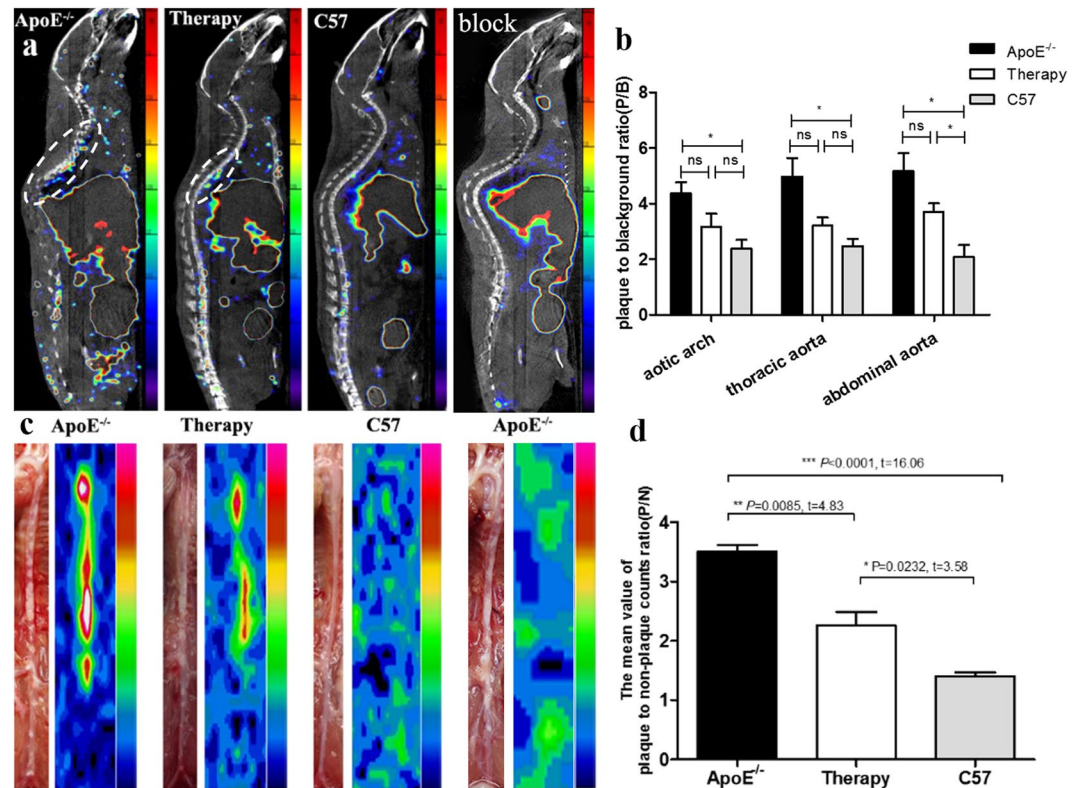 a
ApoE⁻/⁻
Therapy
C57
block
b
ApoE⁻/⁻
Therapy
C57
plaque to blackground ratio(P/B)
8
6
4
2
0
*
ns
ns
*
ns
ns
*
ns
*
aotic arch
thoracic aorta
abdominal aorta
c
ApoE⁻/⁻
Therapy
C57
ApoE⁻/⁻
d
*** P<0.0001, t=16.06
** P=0.0085, t=4.83
* P=0.0232, t=3.58
The mean value of
plaque to non-plaque counts ratio(P/N)
4
3
2
1
0
ApoE⁻/⁻
Therapy
C57